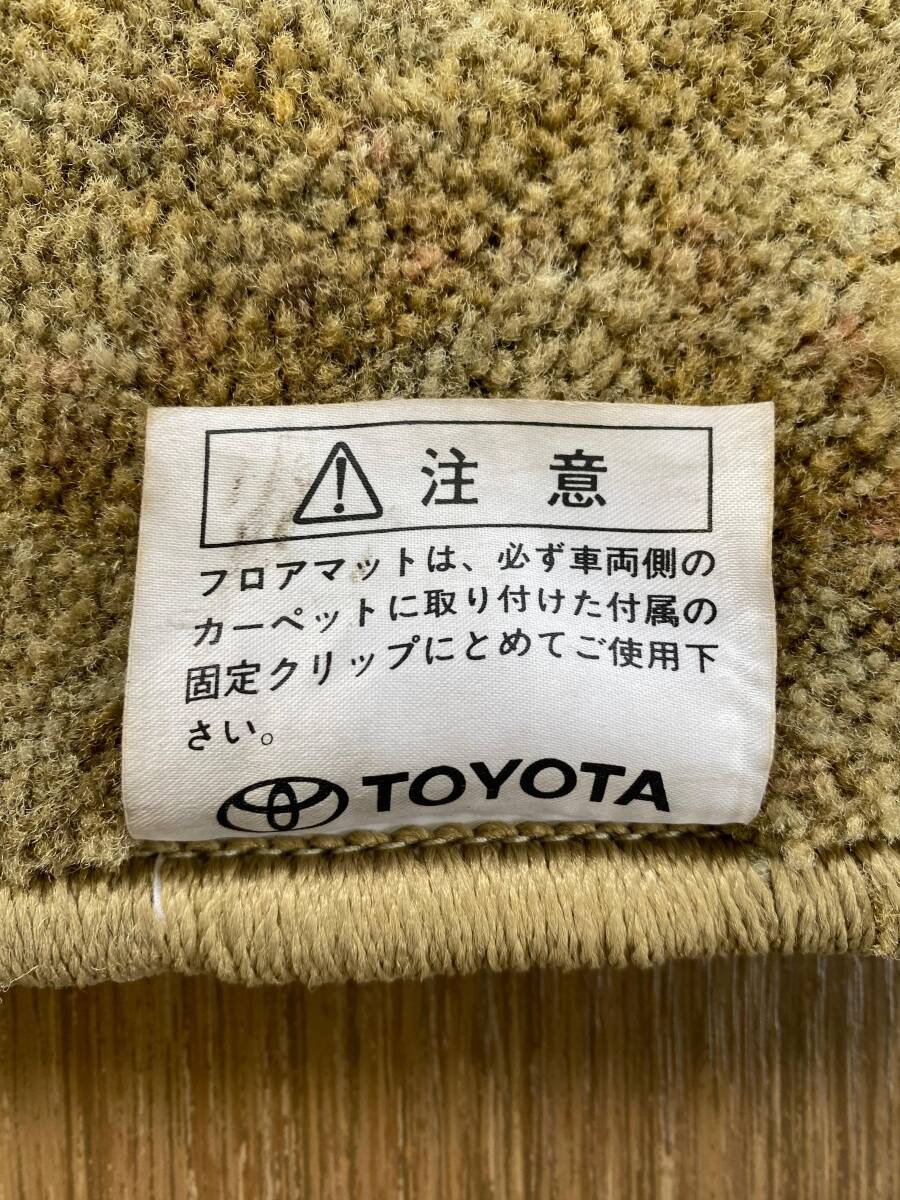 注意
フロアマットは、必ず車両側の
カーペットに取り付けた付属の
固定クリップにとめてご使用下
さい。
TOYOTA